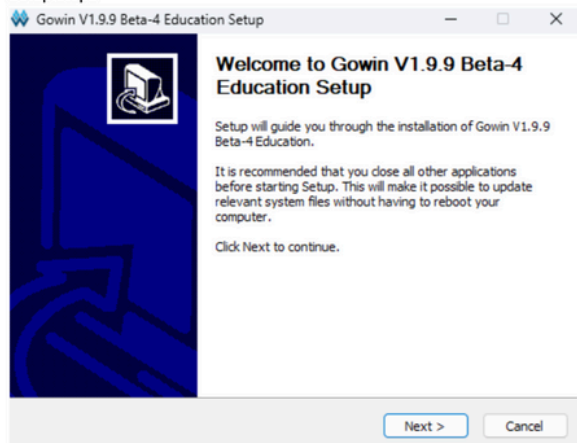 Gowin V1.9.9 Beta-4 Education Setup
Welcome to Gowin V1.9.9 Beta-4
Education Setup
Setup will guide you through the installation of Gowin V1.9.9
Beta-4 Education.
It is recommended that you close all other applications
before starting Setup. This will make it possible to update
relevant system files without having to reboot your
computer.
Click Next to continue.
Next >
Cancel